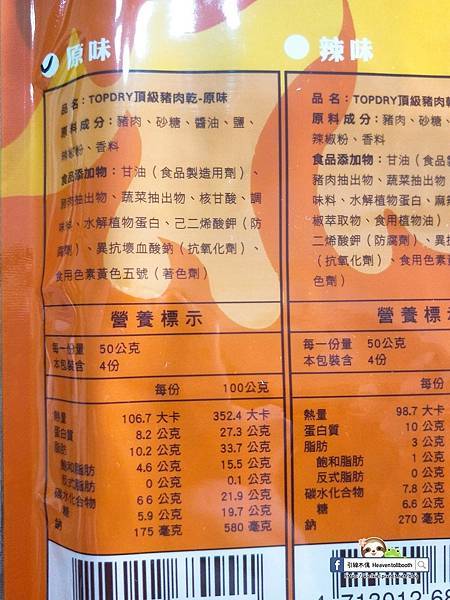 原味
品名：TOPDRY頂級豬肉乾-原味
原料成分：豬肉、砂糖、醬油、鹽、
辣椒粉、香料
食品添加物：甘油（食品製造用劑）、
豬肉抽出物、蔬菜抽出物、核甘酸、調
味料、水解植物蛋白、己二烯酸鉀（防
腐劑）、異抗壞血酸鈉（抗氧化劑）、
食用色素黃色五號（著色劑）
營養標示
每一份量 50公克
本包裝含 4份
每份 100公克
熱量 106.7 大卡 352.4 大卡
蛋白質 8.2 公克 27.3 公克
脂肪 10.2 公克 33.7 公克
飽和脂肪 4.6 公克 15.5 公克
反式脂肪 0 公克 0.1 公克
碳水化合物 6.6 公克 21.9 公克
糖 5.9 公克 19.7 公克
鈉 175 毫克 580 毫克
辣味
品名：TOPDRY頂級豬肉乾
原料成分：豬肉、砂糖、
辣椒粉、香料
食品添加物：甘油（食品
豬肉抽出物、蔬菜抽出物
味料、水解植物蛋白、麻辣
椒萃取物、食用植物油）
二烯酸鉀（防腐劑）、異
（抗氧化劑）、食用色素
色劑）
營養標示
每一份量 50公克
本包裝含 4份
每份
熱量 98.7 大卡
蛋白質 10 公克
脂肪 3 公克
飽和脂肪 1 公克
反式脂肪 0 公克
碳水化合物 7.8 公克
糖 6.6 公克
鈉 270 毫克
4 713012 68
Heaventollbooth